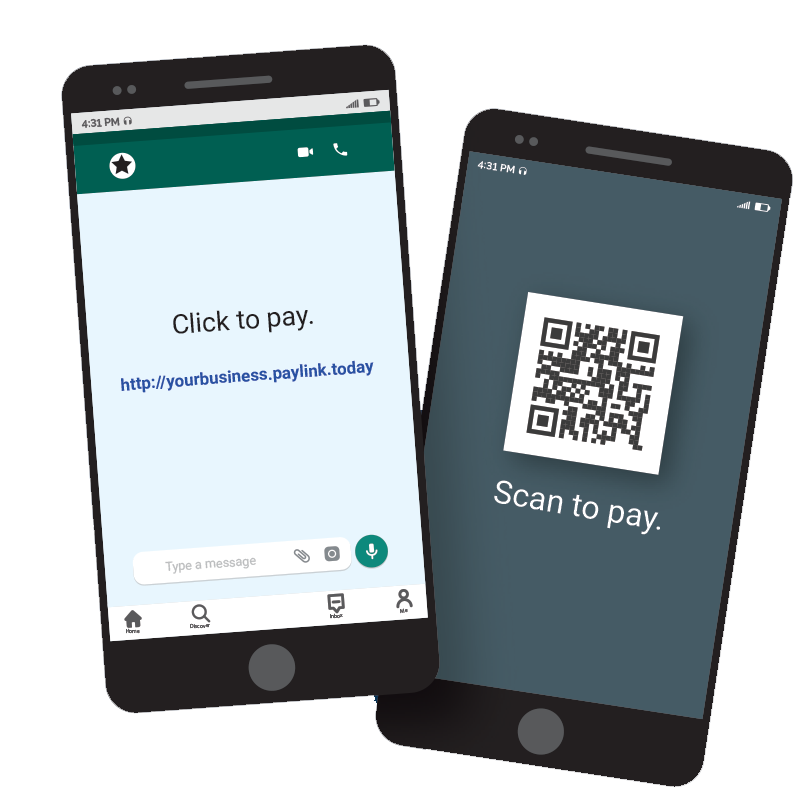 4:31 PM
Click to pay.
http://yourbusiness.paylink.today
Type a message
Home
Discover
Inbox
Me
4:31 PM
Scan to pay.